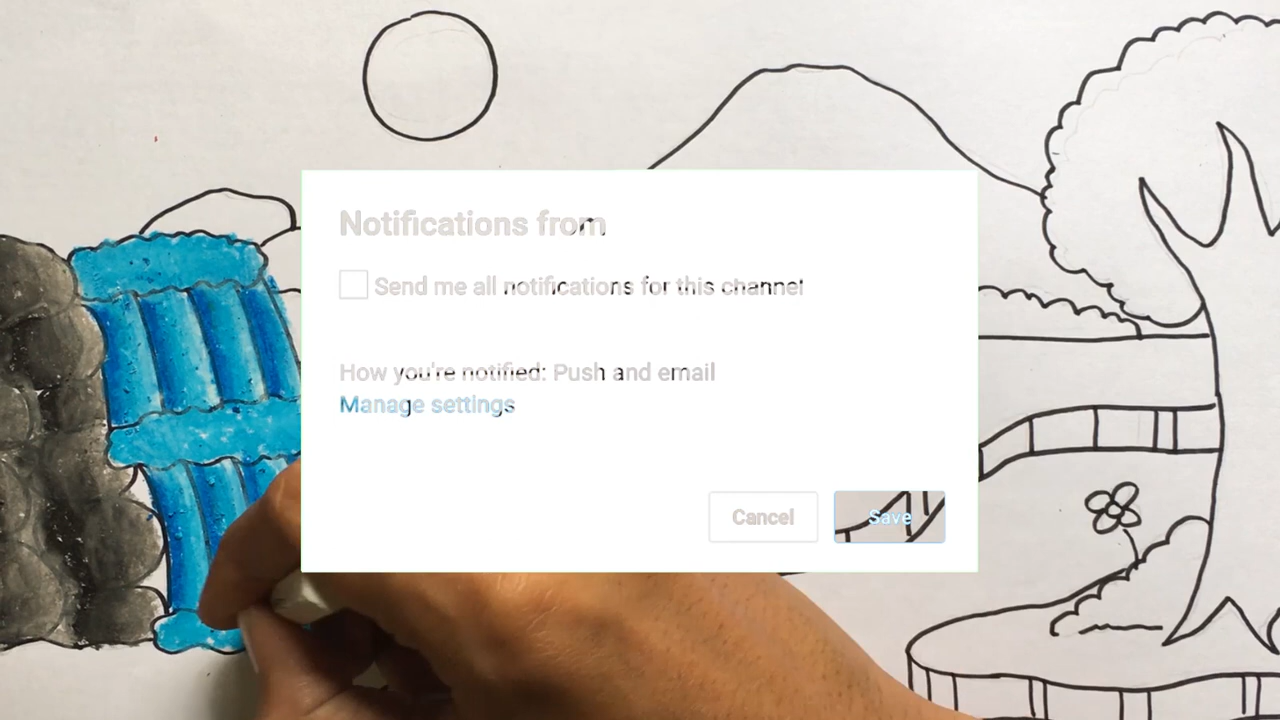 Notifications from
Send me all notifications for this channel
How you're notified: Push and email
Manage settings
Cancel
Save